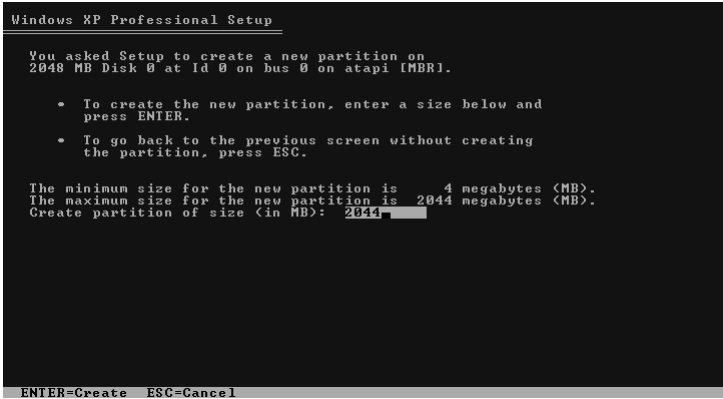 Windows XP Professional Setup
You asked Setup to create a new partition on
2048 MB Disk 0 at Id 0 on bus 0 on atapi [MBR].
• To create the new partition, enter a size below and
press ENTER.
• To go back to the previous screen without creating
the partition, press ESC.
The minimum size for the new partition is 4 megabytes (MB).
The maximum size for the new partition is 2044 megabytes (MB).
Create partition of size (in MB): 2044_
ENTER=Create ESC=Cancel